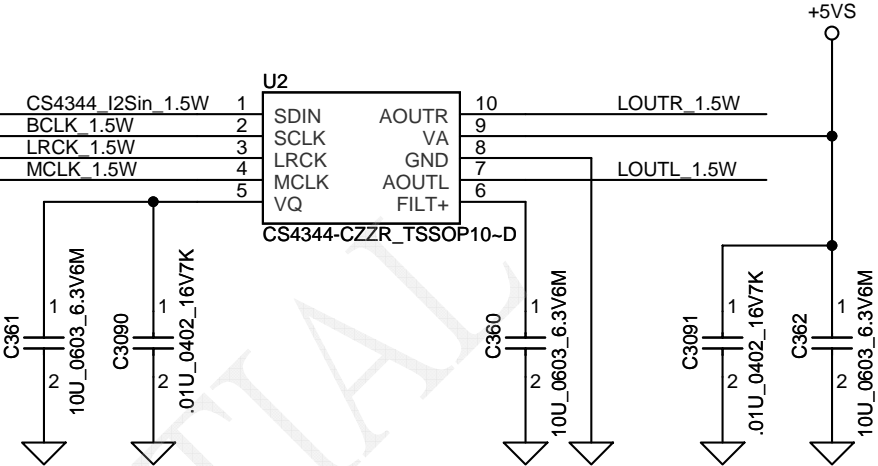 +5VS
U2
CS4344_I2Sin_1.5W 1 SDIN AOUTR 10 LOUTR_1.5W
BCLK_1.5W 2 SCLK VA 9
LRCK_1.5W 3 LRCK GND 8
MCLK_1.5W 4 MCLK AOUTL 7 LOUTL_1.5W
5 VQ FILT+ 6
CS4344-CZZR_TSSOP10~D
C361
1
2
10U_0603_6.3V6M
C3090
1
2
.01U_0402_16V7K
C360
1
2
10U_0603_6.3V6M
C3091
1
2
.01U_0402_16V7K
C362
1
2
10U_0603_6.3V6M
TIAL